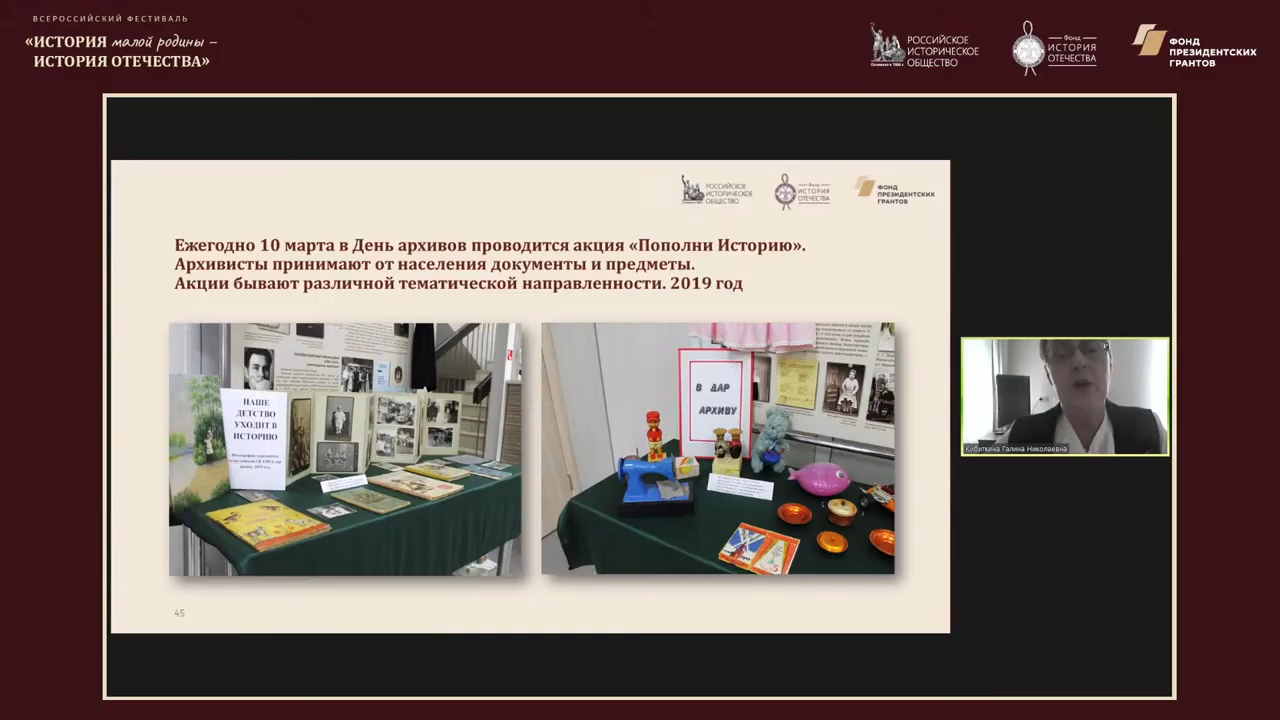 ВСЕРОССИЙСКИЙ ФЕСТИВАЛЬ
«ИСТОРИЯ малой родины –
ИСТОРИЯ ОТЕЧЕСТВА»
РОССИЙСКОЕ
ИСТОРИЧЕСКОЕ
ОБЩЕСТВО
Основано в 1866 г
Фонд
ИСТОРИЯ
ОТЕЧЕСТВА
ФОНД
ПРЕЗИДЕНТСКИХ
ГРАНТОВ
РОССИЙСКОЕ
ИСТОРИЧЕСКОЕ
ОБЩЕСТВО
Фонд
ИСТОРИЯ
ОТЕЧЕСТВА
ФОНД
ПРЕЗИДЕНТСКИХ
ГРАНТОВ
Ежегодно 10 марта в День архивов проводится акция «Пополни Историю».
Архивисты принимают от населения документы и предметы.
Акции бывают различной тематической направленности. 2019 год
НАШЕ
ДЕТСТВО
УХОДИТ В
ИСТОРИЮ
В ДАР
АРХИВУ
Кибиткина Галина Николаевна
45